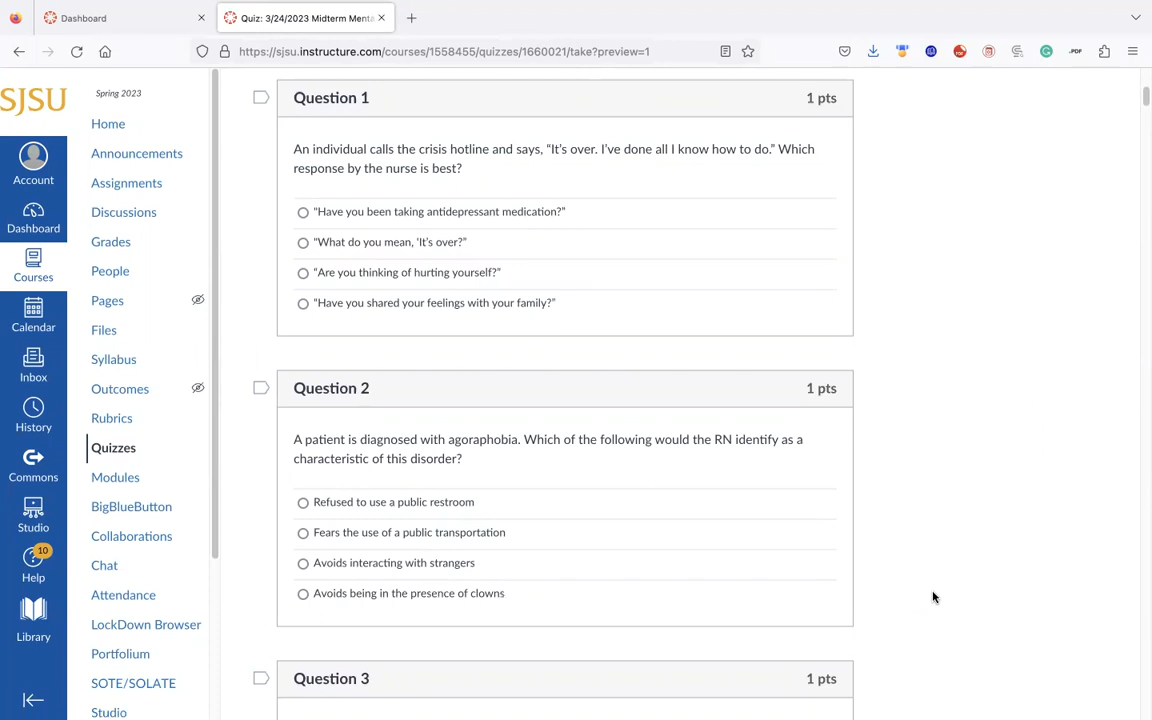 Dashboard
Quiz: 3/24/2023 Midterm Menta
https://sjsu.instructure.com/courses/1558455/quizzes/1660021/take?preview=1
.PDF
SJSU
Account
Dashboard
Courses
Calendar
Inbox
History
Commons
Studio
10
Help
Library
Spring 2023
Home
Announcements
Assignments
Discussions
Grades
People
Pages
Files
Syllabus
Outcomes
Rubrics
Quizzes
Modules
BigBlueButton
Collaborations
Chat
Attendance
LockDown Browser
Portfolium
SOTE/SOLATE
Studio
Question 1
1 pts
An individual calls the crisis hotline and says, “It’s over. I’ve done all I know how to do.” Which
response by the nurse is best?
“Have you been taking antidepressant medication?”
“What do you mean, ‘It’s over?”
“Are you thinking of hurting yourself?”
“Have you shared your feelings with your family?”
Question 2
1 pts
A patient is diagnosed with agoraphobia. Which of the following would the RN identify as a
characteristic of this disorder?
Refused to use a public restroom
Fears the use of a public transportation
Avoids interacting with strangers
Avoids being in the presence of clowns
Question 3
1 pts